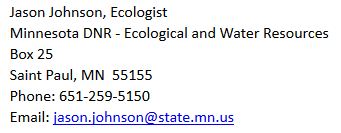 Jason Johnson, Ecologist
Minnesota DNR - Ecological and Water Resources
Box 25
Saint Paul, MN  55155
Phone: 651-259-5150
Email: jason.johnson@state.mn.us